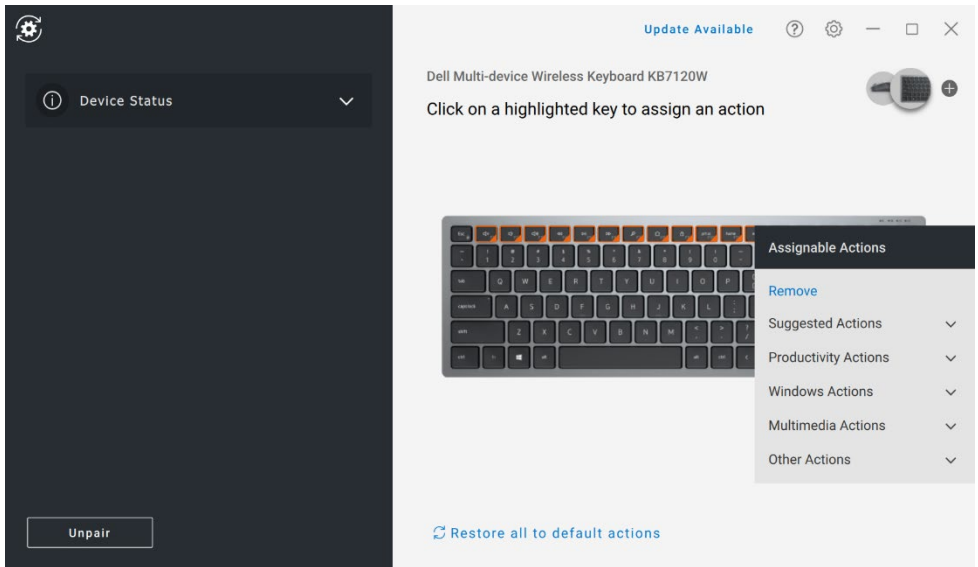 Update Available
Device Status
Dell Multi-device Wireless Keyboard KB7120W
Click on a highlighted key to assign an action
Assignable Actions
Remove
Suggested Actions
Productivity Actions
Windows Actions
Multimedia Actions
Other Actions
Q W E R T Y U I O P
A S D F G H J K L
Z X C V B N M
Unpair
Restore all to default actions